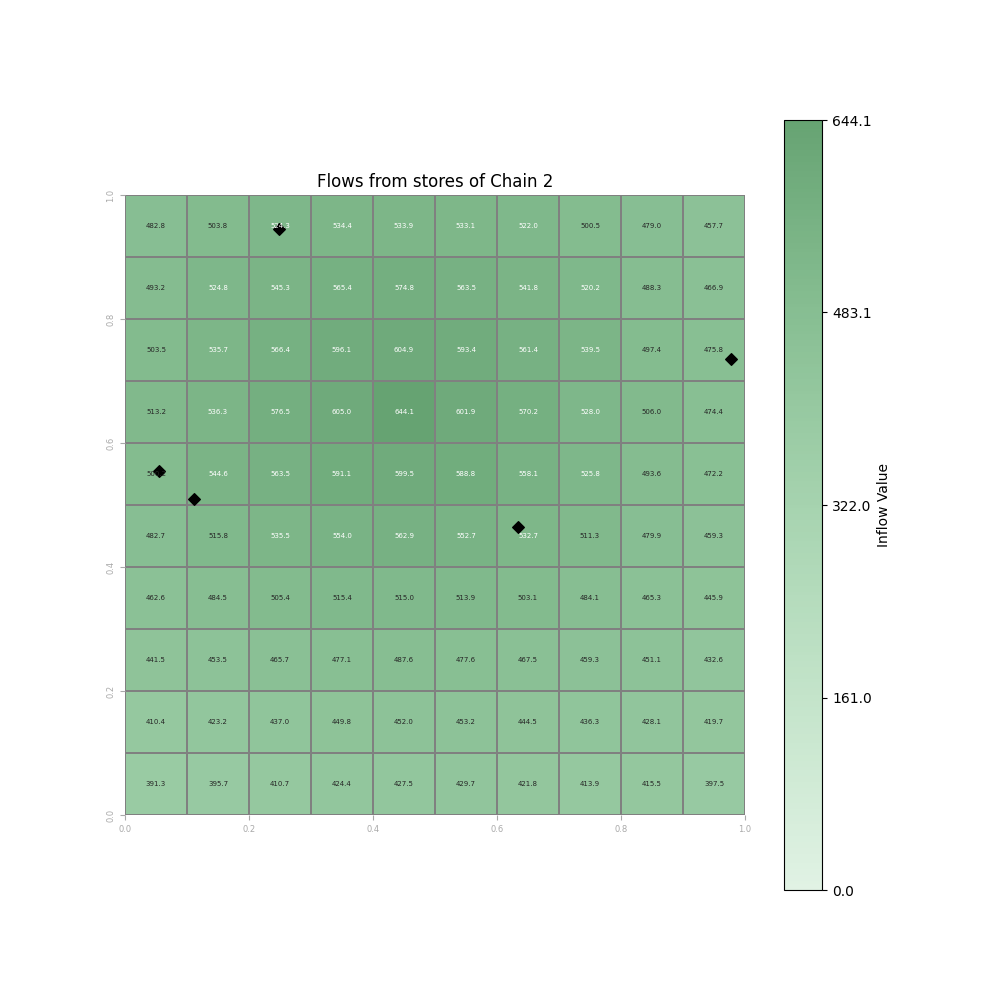 Flows from stores of Chain 2
644.1
483.1
322.0
161.0
0.0
Inflow Value
1.0
0.8
0.6
0.4
0.2
0.0
482.8 503.8 534.4 533.9 533.1 522.0 500.5 479.0 457.7
493.2 524.8 545.3 565.4 574.8 563.5 541.8 520.2 488.3 466.9
503.5 535.7 566.4 596.1 604.9 593.4 561.4 539.5 497.4 475.8
513.2 536.3 576.5 605.0 644.1 601.9 570.2 528.0 506.0 474.4
544.6 563.5 591.1 599.5 588.8 558.1 525.8 493.6 472.2
482.7 515.8 535.5 554.0 562.9 552.7 532.7 511.3 479.9 459.3
462.6 484.5 505.4 515.4 515.0 513.9 503.1 484.1 465.3 445.9
441.5 453.5 465.7 477.1 487.6 477.6 467.5 459.3 451.1 432.6
410.4 423.2 437.0 449.8 452.0 453.2 444.5 436.3 428.1 419.7
391.3 395.7 410.7 424.4 427.5 429.7 421.8 413.9 415.5 397.5
0.0 0.2 0.4 0.6 0.8 1.0